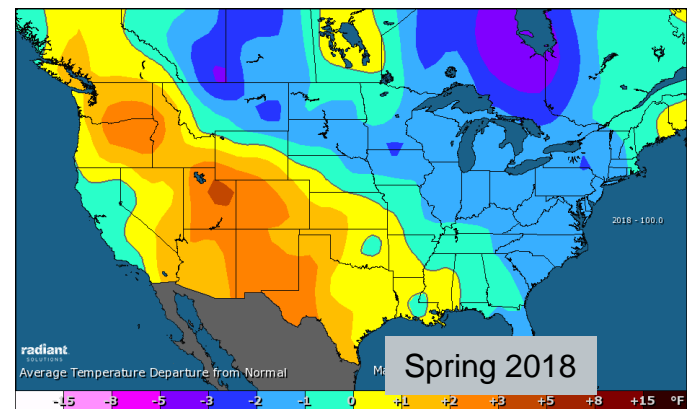 2018 - 100.0
radiant
SOLUTIONS
Average Temperature Departure from Normal
Ma
Spring 2018
-15 -8 -5 -3 -2 -1 0 +1 +2 +3 +5 +8 +15 °F